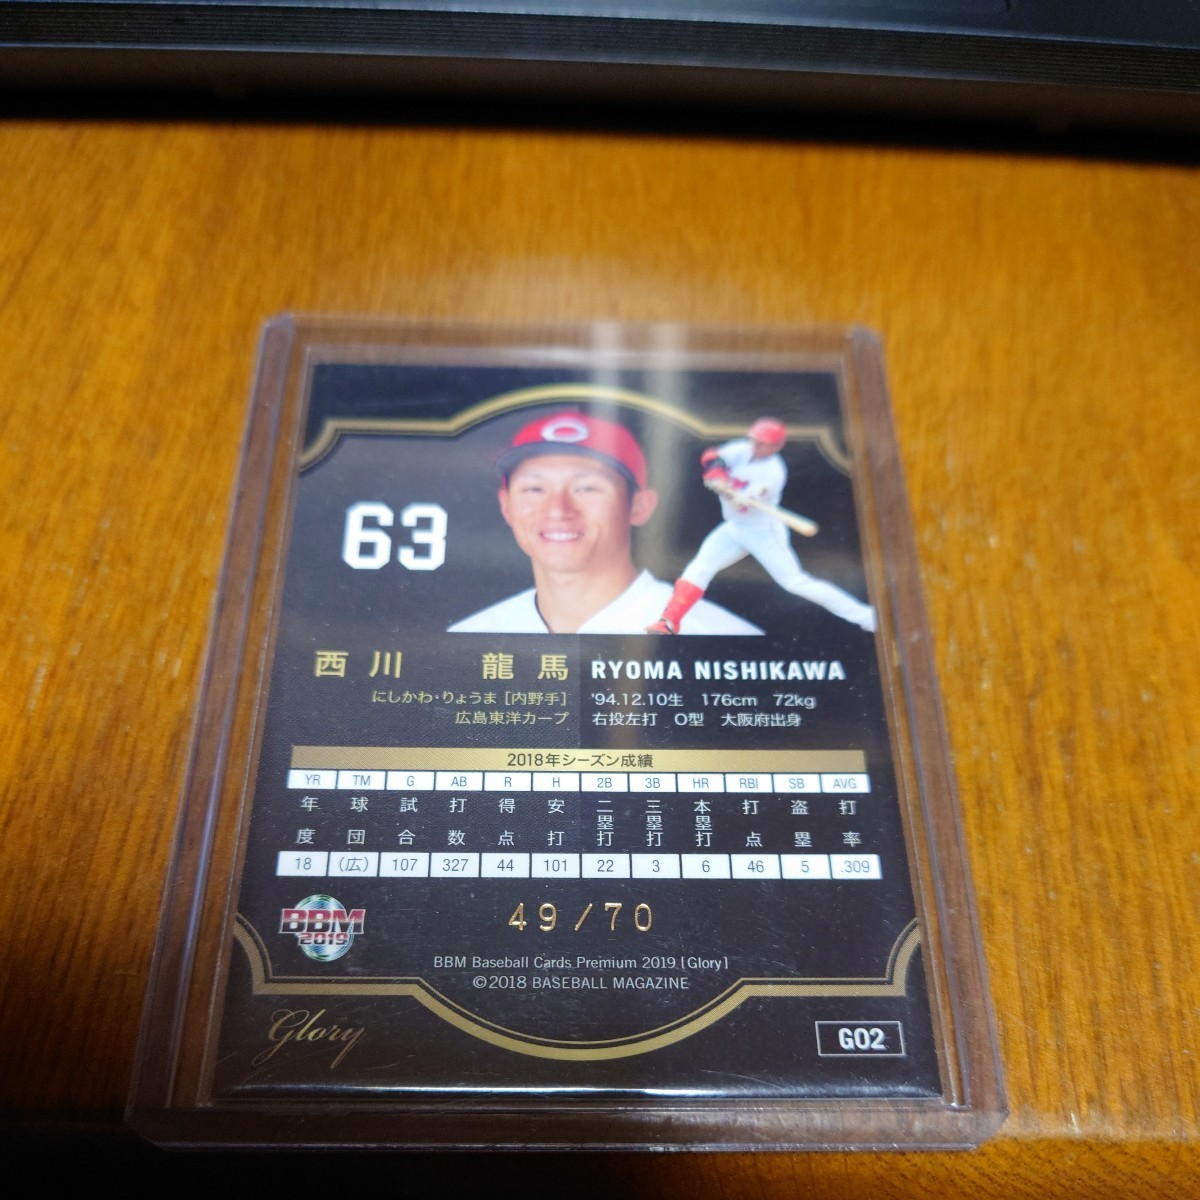 63
西川 龍馬 RYOMA NISHIKAWA
にしかわ・りょうま [内野手] '94.12.10生 176cm 72kg
広島東洋カープ 右投左打 O型 大阪府出身
2018年シーズン成績
YR TM G AB R H 2B 3B HR RBI SB AVG
年度 球団 試合 打数 得点 安打 二塁打 三塁打 本塁打 打点 盗塁 打率
18 (広) 107 327 44 101 22 3 6 46 5 .309
BBM 2019
49/70
BBM Baseball Cards Premium 2019 [Glory]
©2018 BASEBALL MAGAZINE
Glory
G02